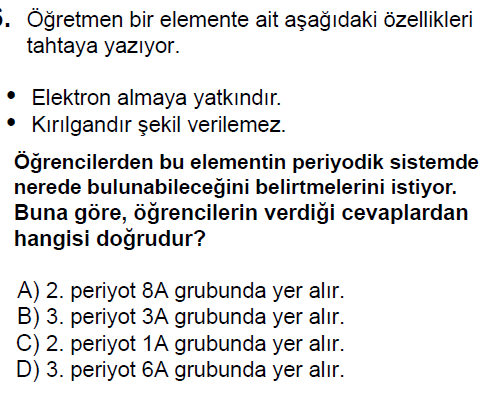 6. Öğretmen bir elemente ait aşağıdaki özellikleri
tahtaya yazıyor.
• Elektron almaya yatkındır.
• Kırılgandır şekil verilemez.
Öğrencilerden bu elementin periyodik sistemde
nerede bulunabileceğini belirtmelerini istiyor.
Buna göre, öğrencilerin verdiği cevaplardan
hangisi doğrudur?
A) 2. periyot 8A grubunda yer alır.
B) 3. periyot 3A grubunda yer alır.
C) 2. periyot 1A grubunda yer alır.
D) 3. periyot 6A grubunda yer alır.